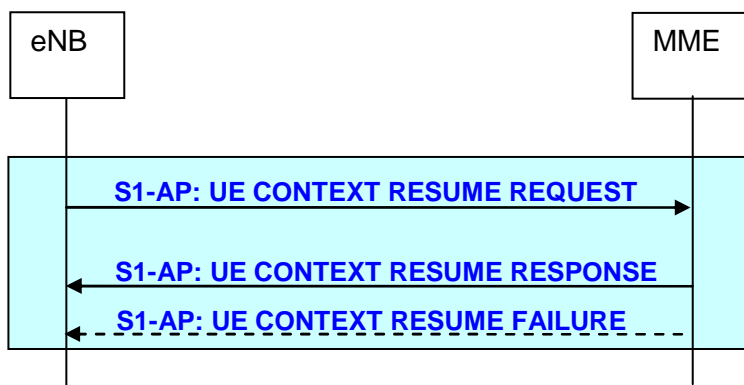 eNB
MME
S1-AP: UE CONTEXT RESUME REQUEST
S1-AP: UE CONTEXT RESUME RESPONSE
S1-AP: UE CONTEXT RESUME FAILURE